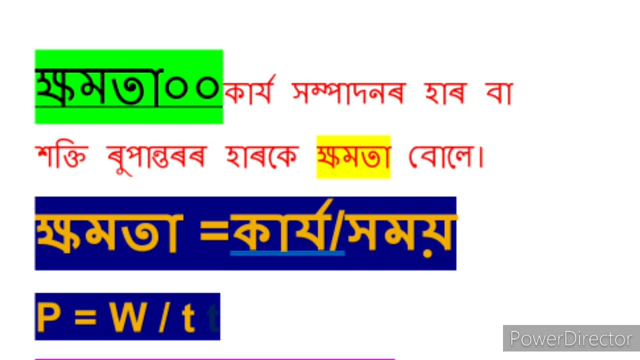 ক্ষমতা০০কাৰ্য সম্পাদনৰ হাৰ বা
শক্তি ৰুপান্তৰৰ হাৰকে ক্ষমতা বোলে।
ক্ষমতা =কাৰ্য/সময়
P = W / t t
PowerDirector